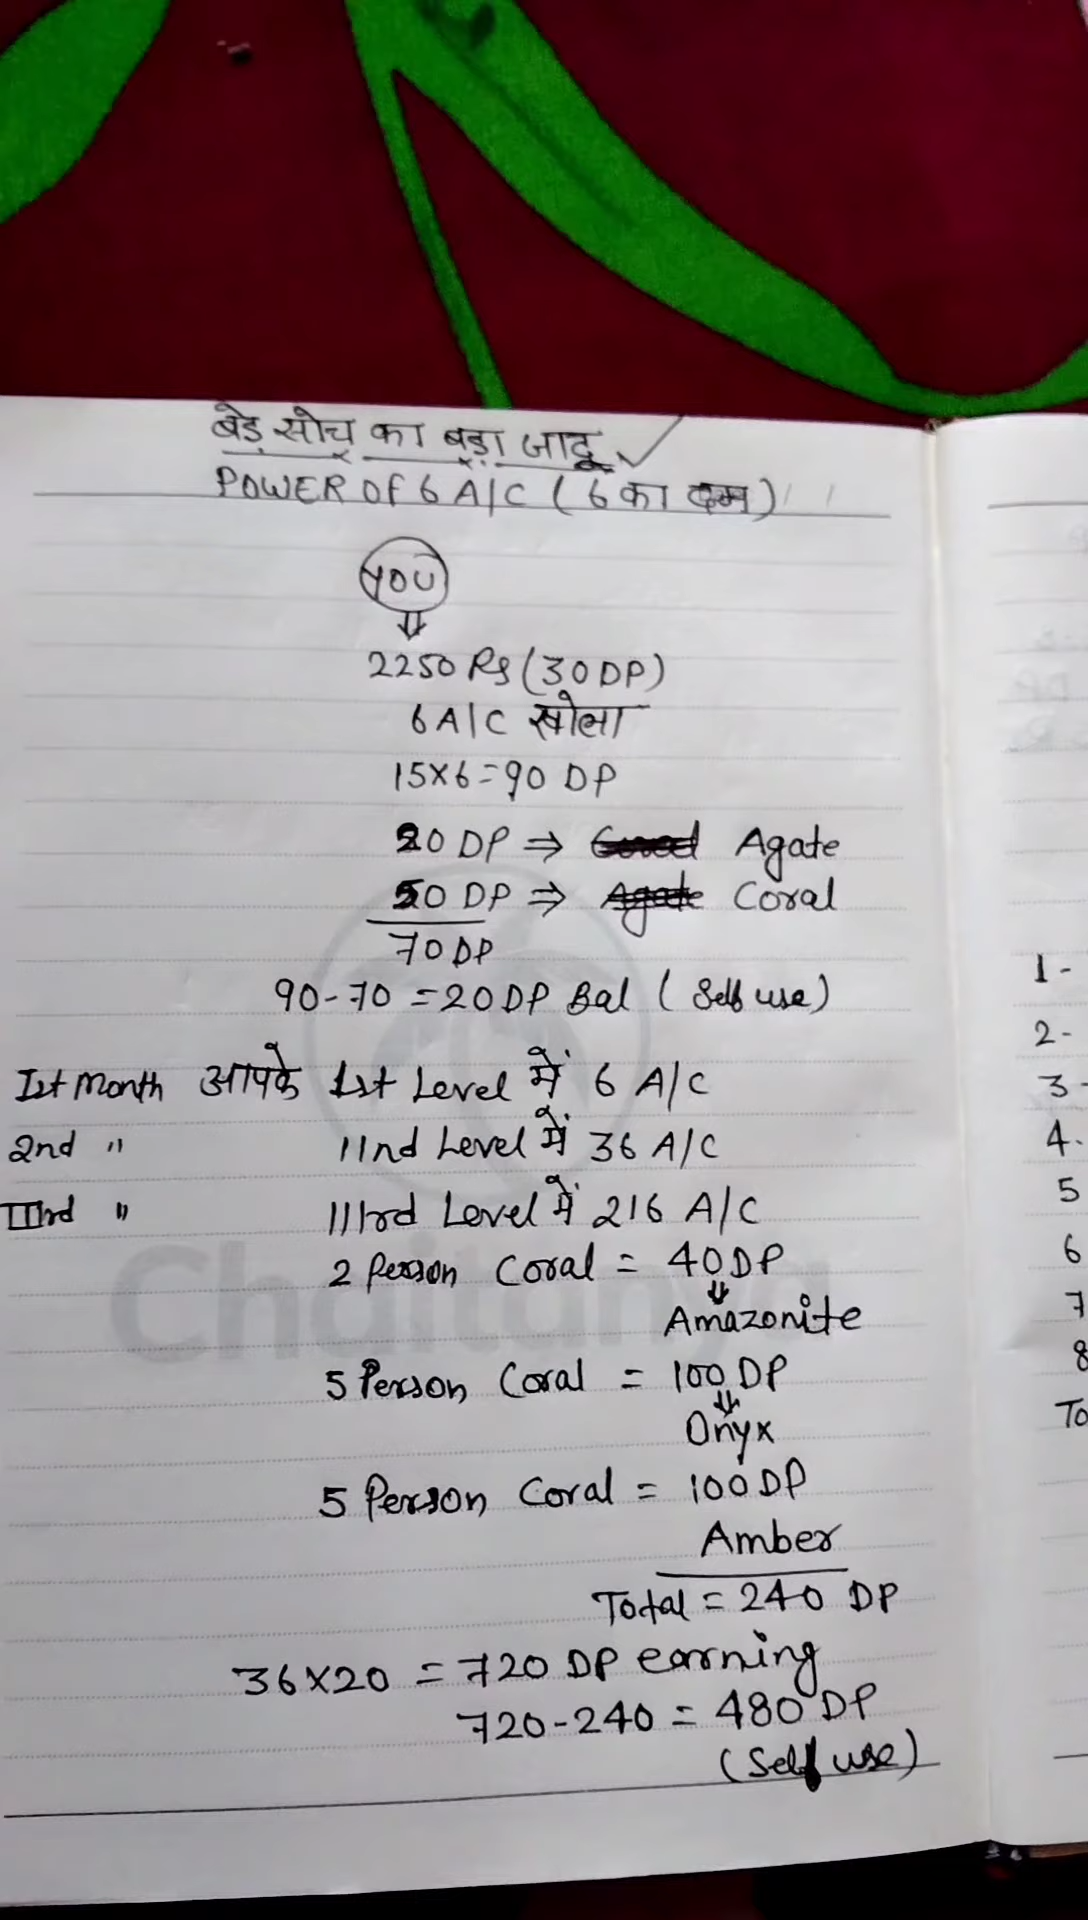 बड़े सोच का बड़ा जादू
POWER OF 6 A/C (6 का दम)
YOU
⇓
2250 Rs (30 DP)
6 A/C खोला
15×6=90 DP
20 DP ⇒ Agate
50 DP ⇒ Coral
70 DP
90-70 = 20 DP Bal (Self use)
Ist Month आपके 1st Level में 6 A/C
2nd " IInd Level में 36 A/C
IIIrd " IIIrd Level में 216 A/C
2 Person Coral = 40 DP
⇓
Amazonite
5 Person Coral = 100 DP
⇓
Onyx
5 Person Coral = 100 DP
Amber
Total = 240 DP
36×20 = 720 DP earning
720-240 = 480 DP
(Self use)
Chaitanya
1-
2-
3-
4.
5
6
7
8
To